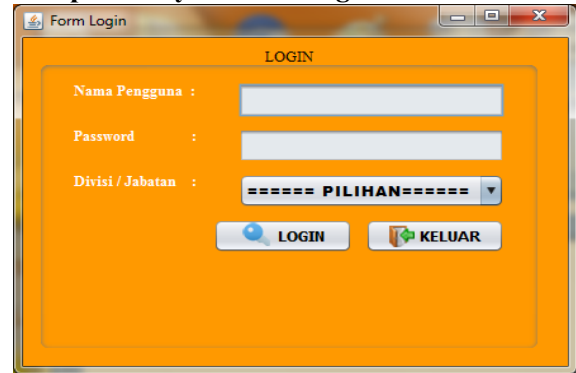 Form Login
LOGIN
Nama Pengguna :
Password :
Divisi / Jabatan :
====== PILIHAN======
LOGIN
KELUAR